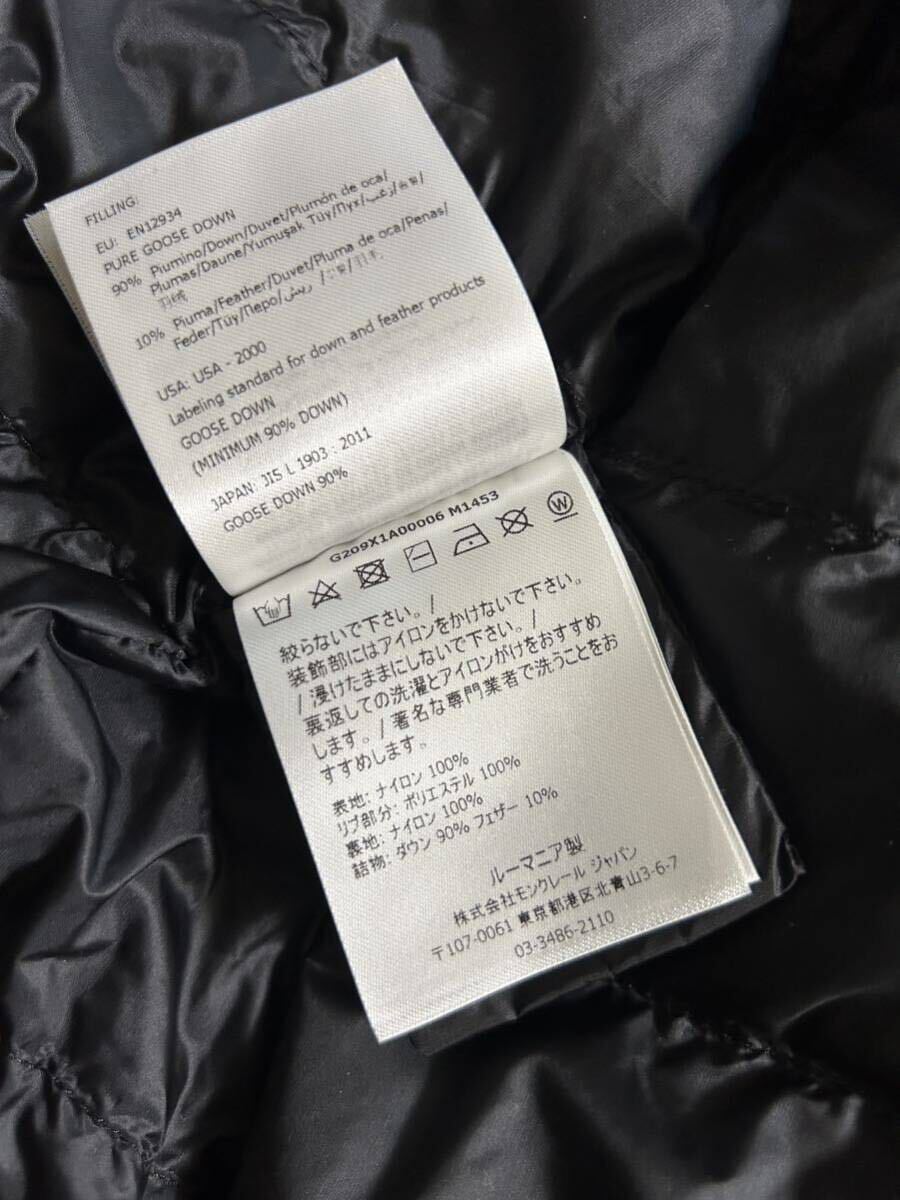 FILLING:
EU: EN12934
PURE GOOSE DOWN
90% Piumino/Down/Duvet/Plumón de oca/
Plumas/Daune/Yumuşak Tüy/Пух/زغب/
羽绒
10% Piuma/Feather/Duvet/Pluma de oca/Penas/
Feder/Tüy/Перо/ريش/羽毛
USA: USA - 2000
Labeling standard for down and feather products
GOOSE DOWN
(MINIMUM 90% DOWN)
JAPAN: JIS L 1903 : 2011
GOOSE DOWN 90%
G209X1A00006 M1453
W
絞らないで下さい。/
装飾部にはアイロンをかけないで下さい。
/ 浸けたままにしないで下さい。/
裏返しての洗濯とアイロンがけをおすすめ
します。/ 著名な専門業者で洗うことをお
すすめします。
表地: ナイロン 100%
リブ部分: ポリエステル 100%
裏地: ナイロン 100%
詰物: ダウン 90% フェザー 10%
ルーマニア製
株式会社モンクレール ジャパン
〒107-0061 東京都港区北青山3-6-7
03-3486-2110